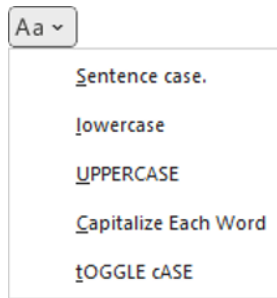 Aa
Sentence case.
lowercase
UPPERCASE
Capitalize Each Word
tOGGLE cASE